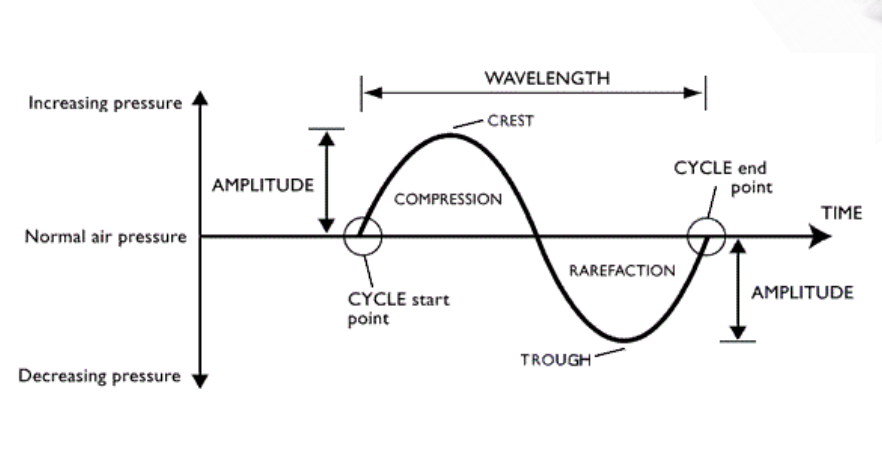 WAVELENGTH
Increasing pressure
CREST
AMPLITUDE
COMPRESSION
CYCLE end
point
TIME
Normal air pressure
RAREFACTION
CYCLE start
point
AMPLITUDE
TROUGH
Decreasing pressure